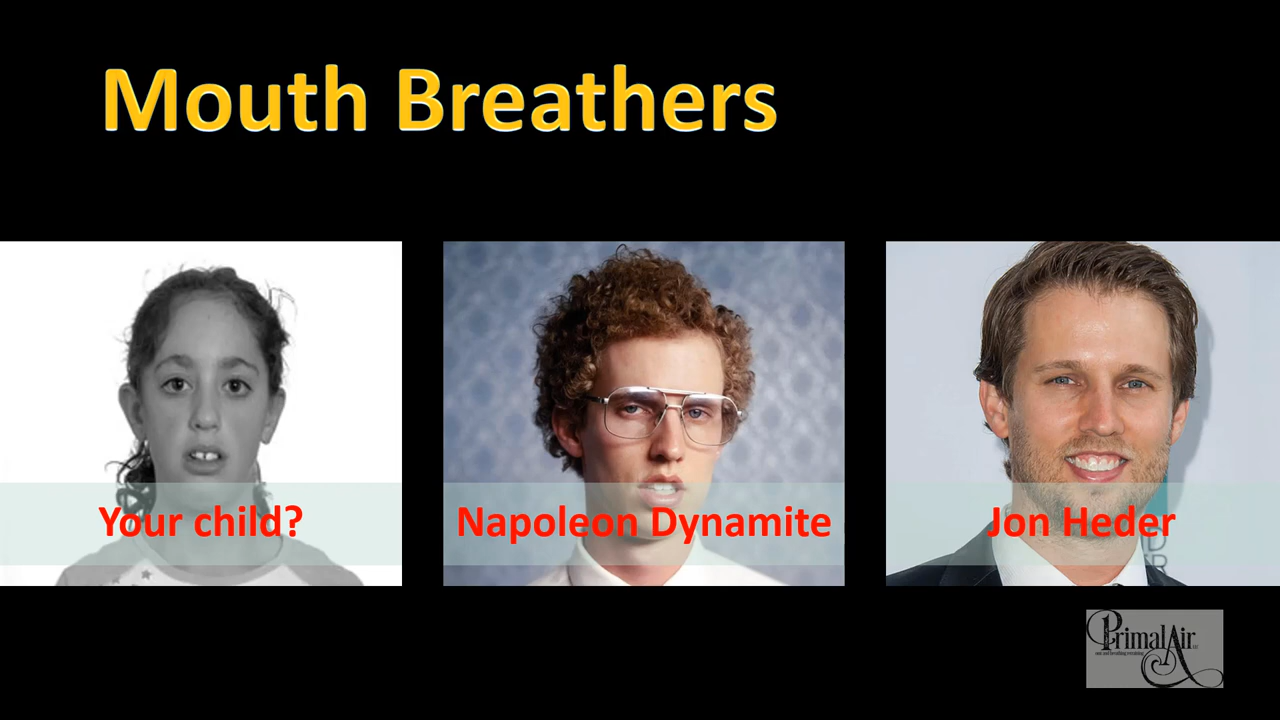 Mouth Breathers
Your child?
Napoleon Dynamite
Jon Heder
PrimalAir